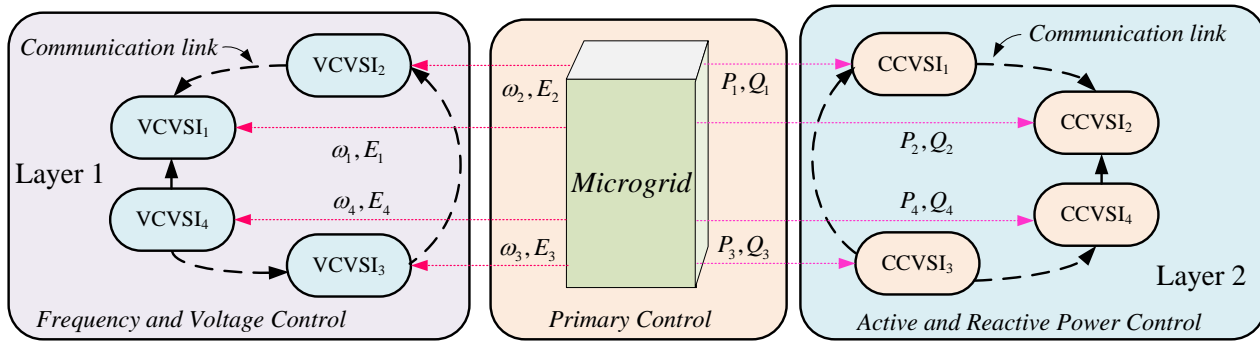 Communication link
VCVSI₂
VCVSI₁
Layer 1
VCVSI₄
VCVSI₃
Frequency and Voltage Control
ω₂, E₂
ω₁, E₁
ω₄, E₄
ω₃, E₃
Microgrid
P₁, Q₁
P₂, Q₂
P₄, Q₄
P₃, Q₃
Primary Control
Communication link
CCVSI₁
CCVSI₂
CCVSI₄
CCVSI₃
Layer 2
Active and Reactive Power Control